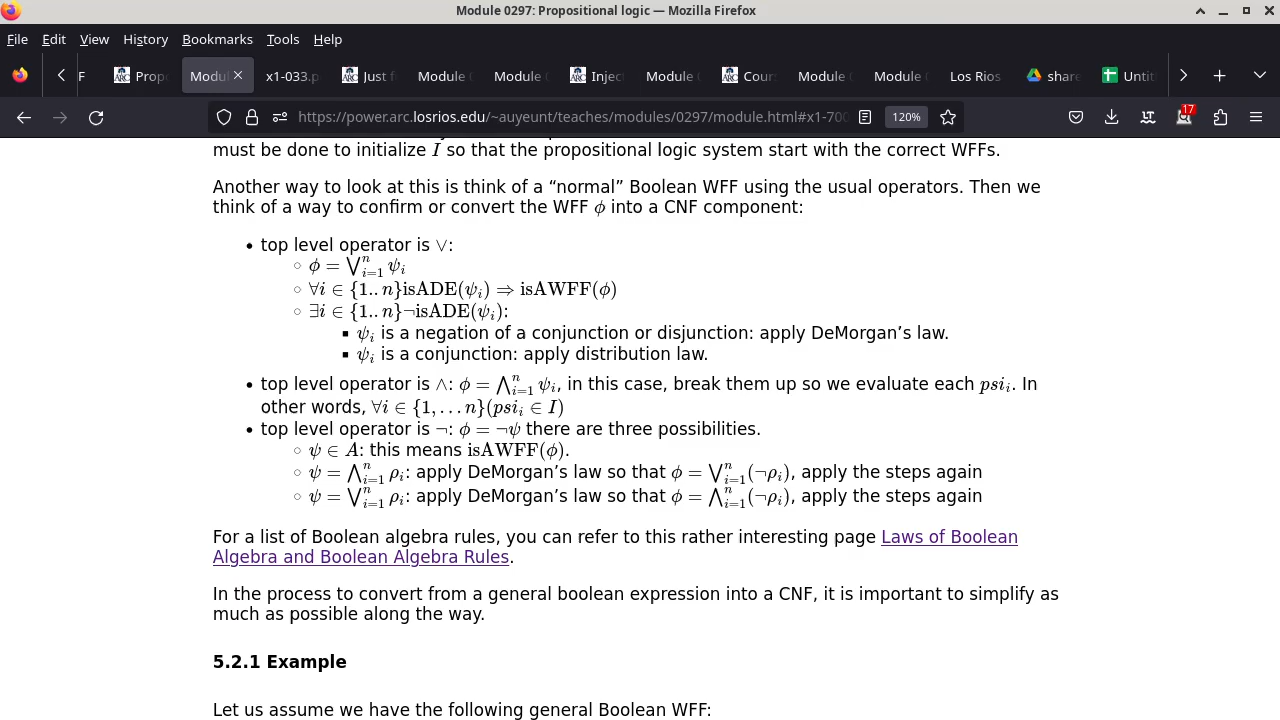 Module 0297: Propositional logic — Mozilla Firefox
File Edit View History Bookmarks Tools Help
F Prop Modul x1-033.p Just f Module Module Inject Module Cour Module Module Los Rios share Untit
https://power.arc.losrios.edu/~auyeunt/teaches/modules/0297/module.html#x1-700 120% 17
must be done to initialize I so that the propositional logic system start with the correct WFFs.
Another way to look at this is think of a “normal” Boolean WFF using the usual operators. Then we
think of a way to confirm or convert the WFF ϕ into a CNF component:
• top level operator is ∨:
○ ϕ = ⋁ⁿᵢ₌₁ ψᵢ
○ ∀i ∈ {1.. n}isADE(ψᵢ) ⇒ isAWFF(ϕ)
○ ∃i ∈ {1.. n}¬isADE(ψᵢ):
▪ ψᵢ is a negation of a conjunction or disjunction: apply DeMorgan’s law.
▪ ψᵢ is a conjunction: apply distribution law.
• top level operator is ∧: ϕ = ⋀ⁿᵢ₌₁ ψᵢ, in this case, break them up so we evaluate each psiᵢ. In
other words, ∀i ∈ {1, … n}(psiᵢ ∈ I)
• top level operator is ¬: ϕ = ¬ψ there are three possibilities.
○ ψ ∈ A: this means isAWFF(ϕ).
○ ψ = ⋀ⁿᵢ₌₁ ρᵢ: apply DeMorgan’s law so that ϕ = ⋁ⁿᵢ₌₁(¬ρᵢ), apply the steps again
○ ψ = ⋁ⁿᵢ₌₁ ρᵢ: apply DeMorgan’s law so that ϕ = ⋀ⁿᵢ₌₁(¬ρᵢ), apply the steps again
For a list of Boolean algebra rules, you can refer to this rather interesting page Laws of Boolean
Algebra and Boolean Algebra Rules.
In the process to convert from a general boolean expression into a CNF, it is important to simplify as
much as possible along the way.
5.2.1 Example
Let us assume we have the following general Boolean WFF: